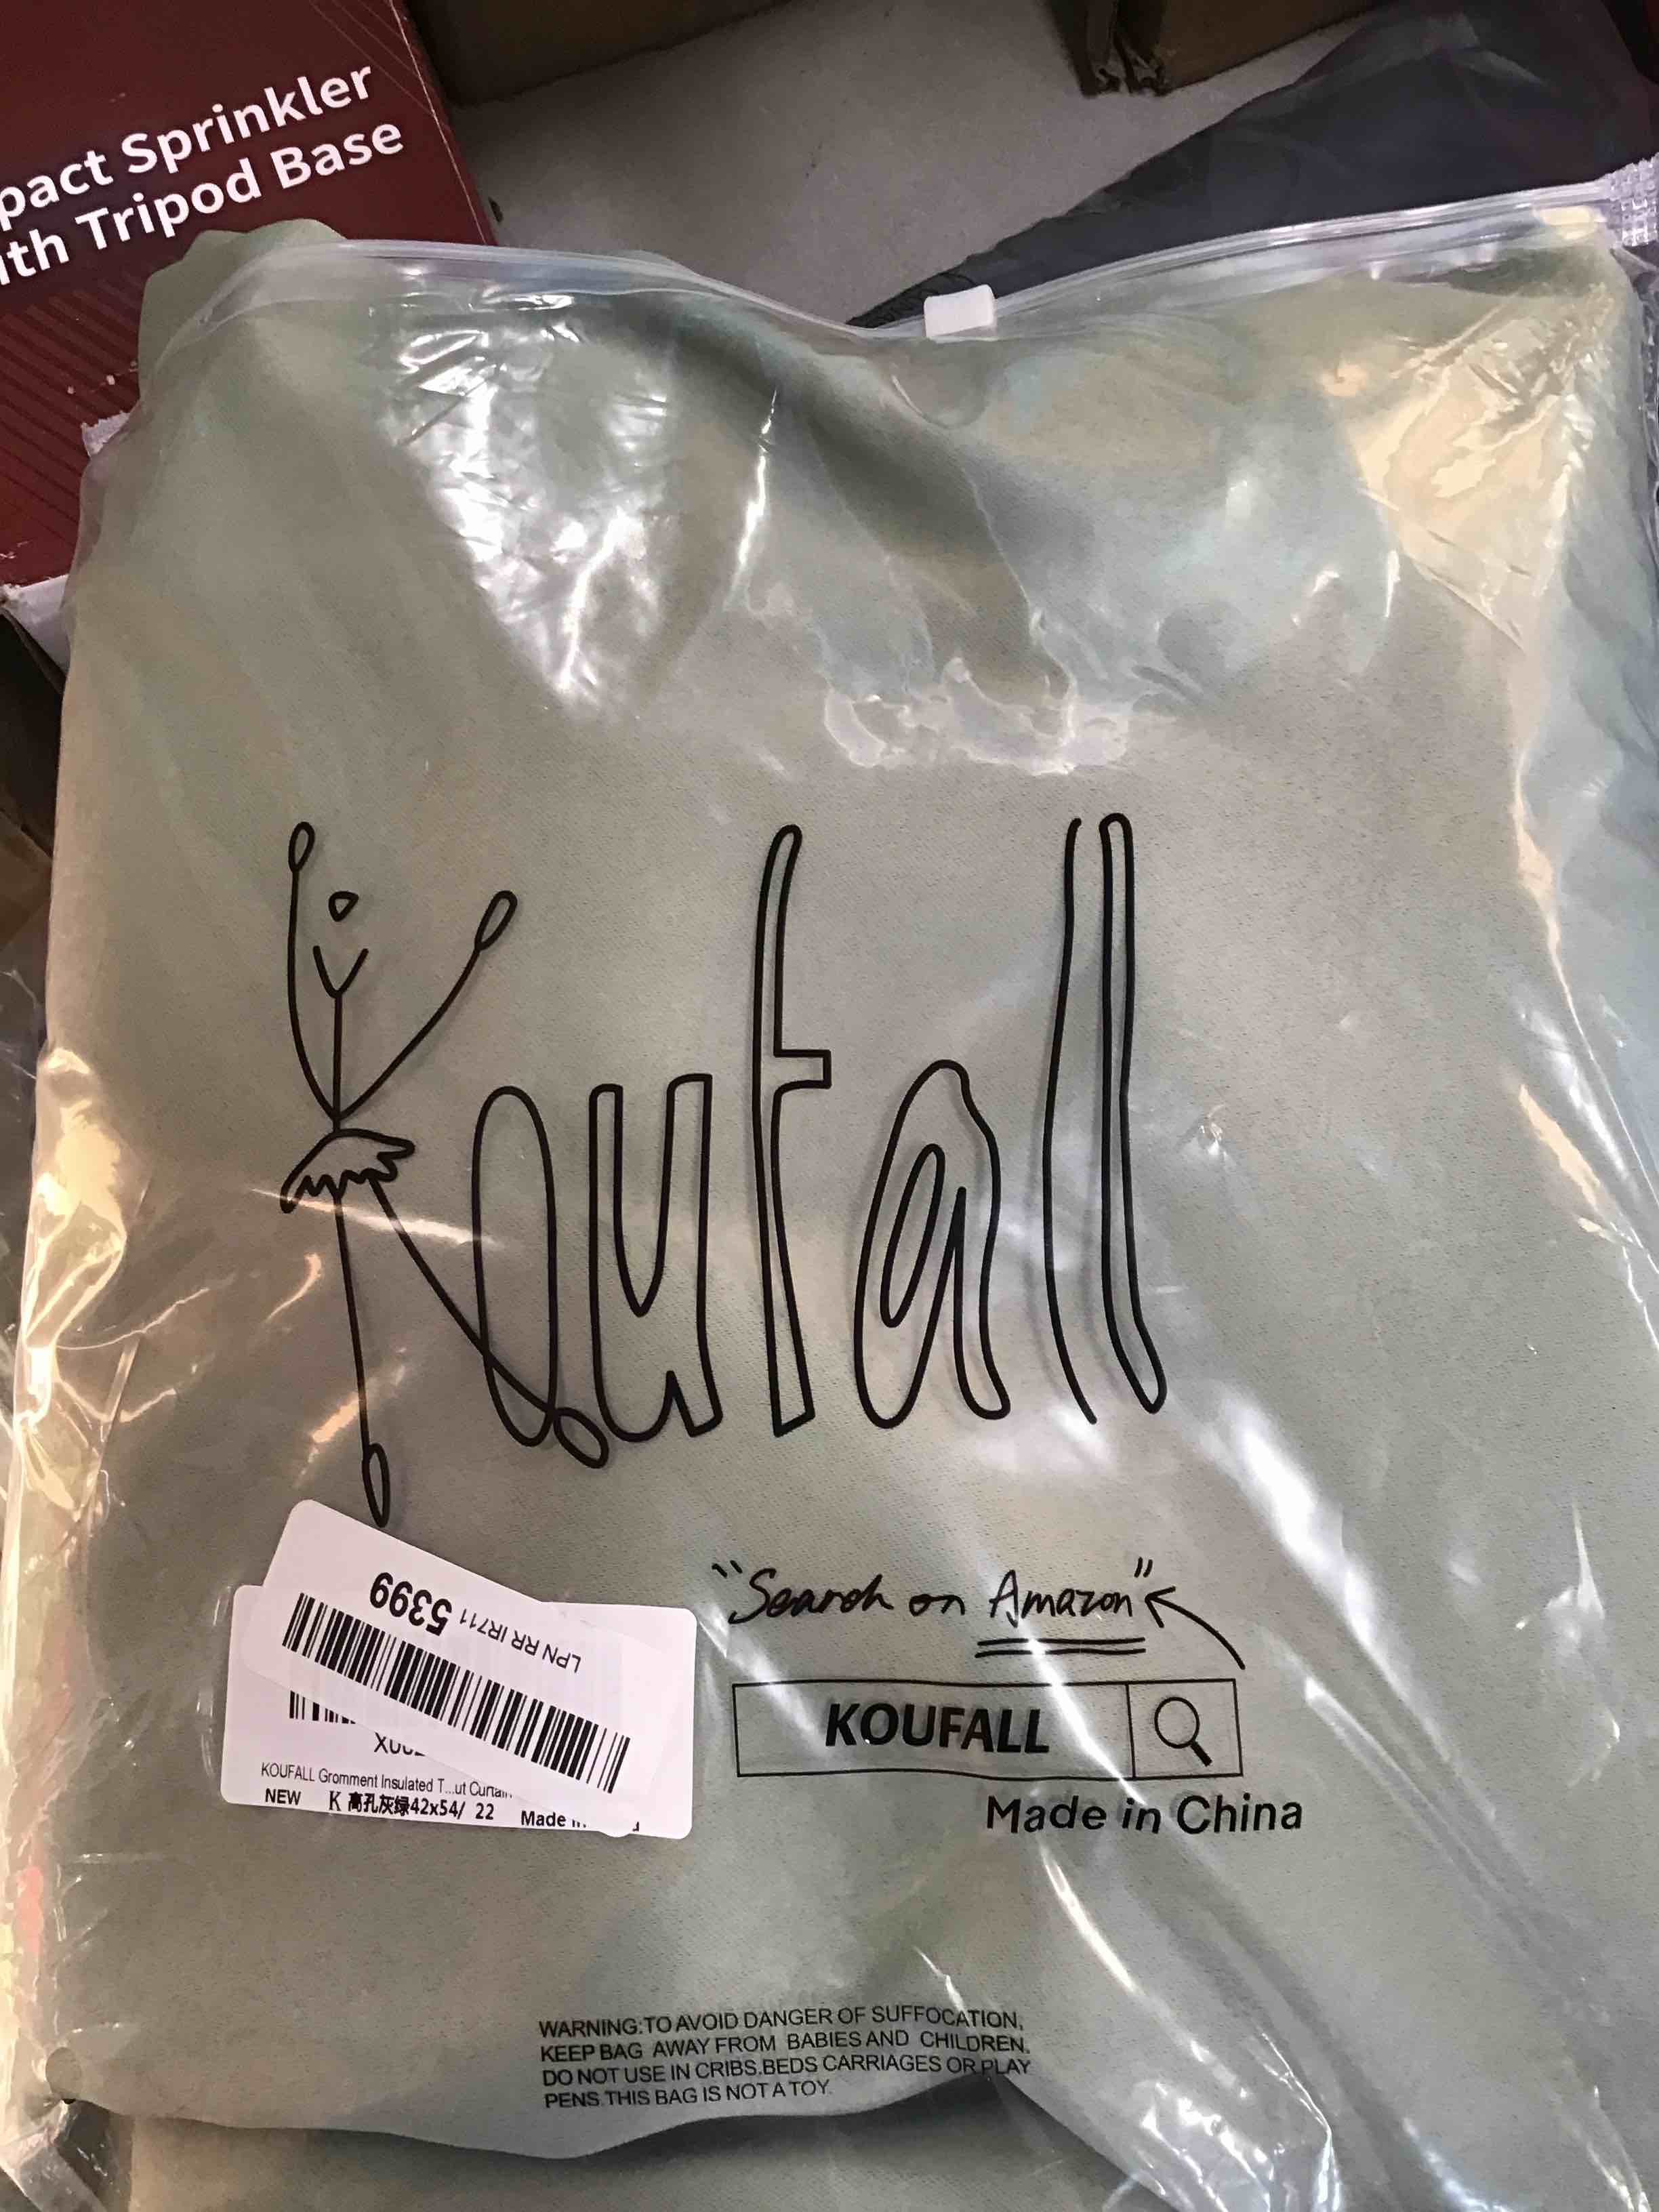 pact Sprinkler
ith Tripod Base
Koufall
LPN RR IR711 5399
KOUFALL Gromment Insulated T...ut Curtain
NEW K 高孔灰绿42x54/ 22 Made
"Search on Amazon"
KOUFALL
Made in China
WARNING:TO AVOID DANGER OF SUFFOCATION,
KEEP BAG AWAY FROM BABIES AND CHILDREN.
DO NOT USE IN CRIBS,BEDS CARRIAGES OR PLAY
PENS.THIS BAG IS NOT A TOY.